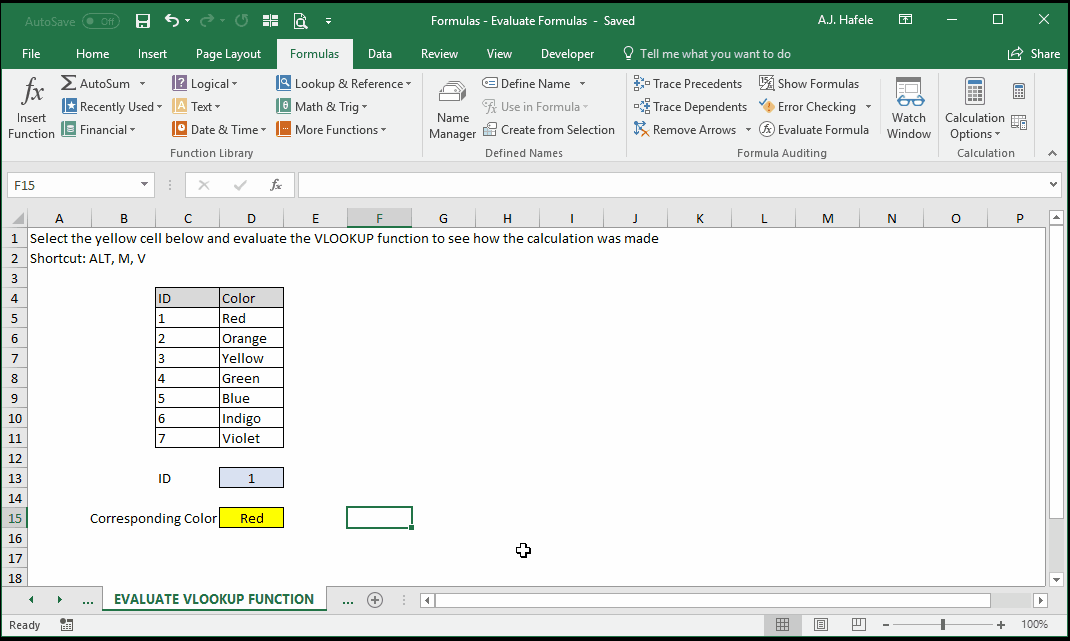 AutoSave Off Formulas - Evaluate Formulas - Saved A.J. Hafele
File Home Insert Page Layout Formulas Data Review View Developer Tell me what you want to do Share
fx AutoSum ? Logical Lookup & Reference Define Name Trace Precedents Show Formulas
Recently Used A Text θ Math & Trig Use in Formula Trace Dependents Error Checking
Financial Date & Time More Functions Create from Selection Remove Arrows fx Evaluate Formula
Insert Function
Name Manager
Watch Window
Calculation Options
Function Library Defined Names Formula Auditing Calculation
F15 fx
A B C D E F G H I J K L M N O P
1 Select the yellow cell below and evaluate the VLOOKUP function to see how the calculation was made
2 Shortcut: ALT, M, V
3
4 ID Color
5 1 Red
6 2 Orange
7 3 Yellow
8 4 Green
9 5 Blue
10 6 Indigo
11 7 Violet
12
13 ID 1
14
15 Corresponding Color Red
16
17
18
... EVALUATE VLOOKUP FUNCTION ...
Ready 100%